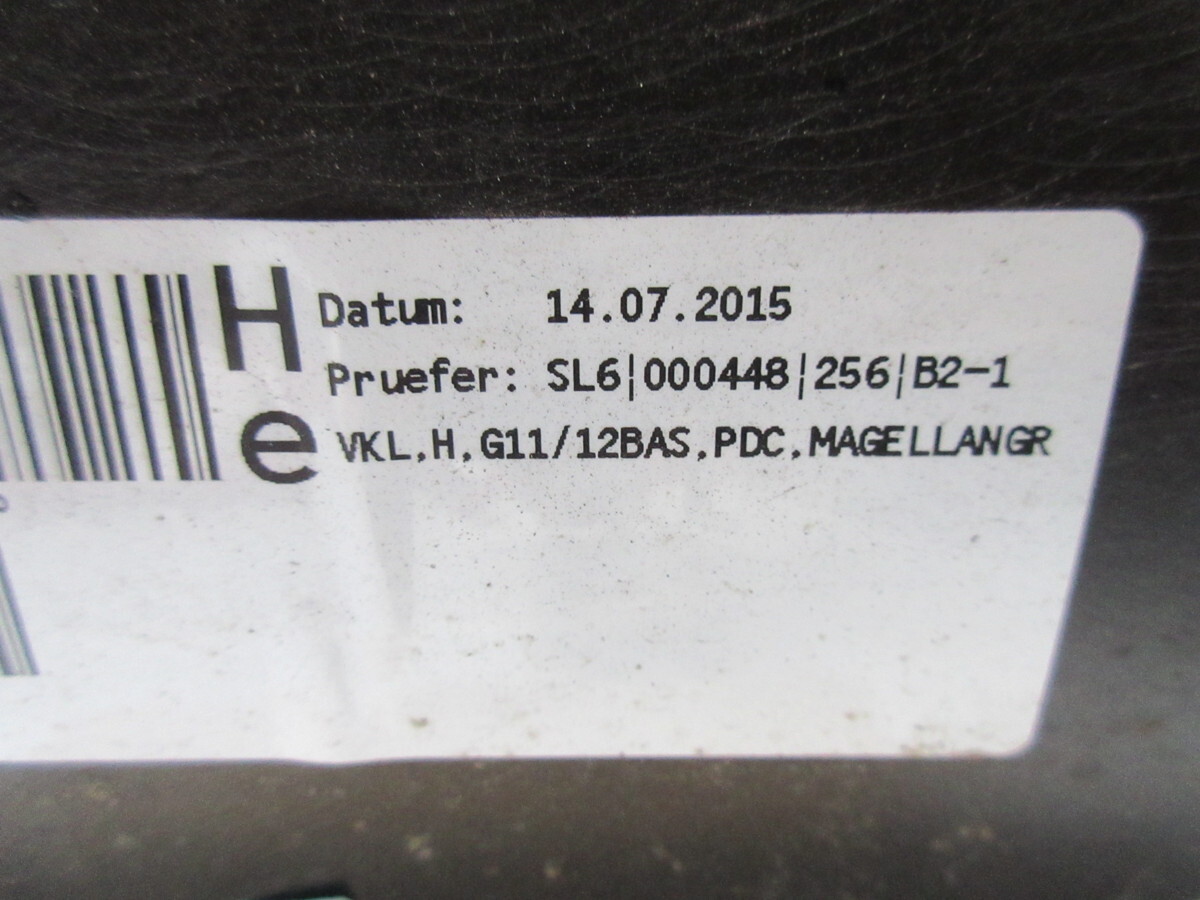 H
Datum: 14.07.2015
Pruefer: SL6|000448|256|B2-1
e
VKL,H,G11/12BAS,PDC,MAGELLANGR